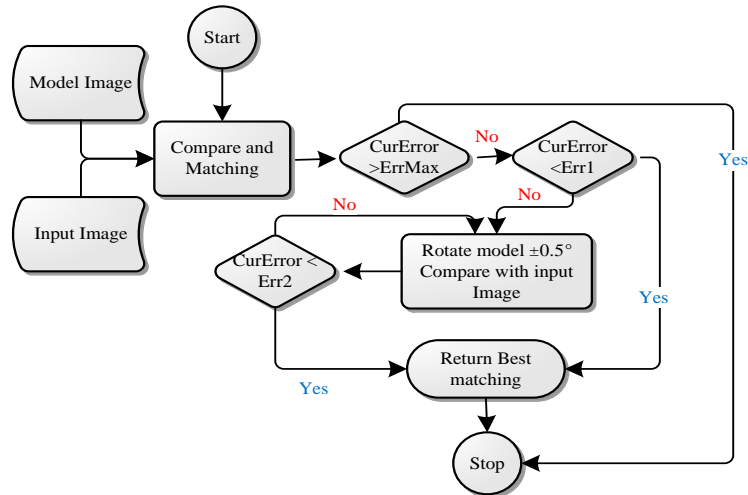 Start
Model Image
Compare and
Matching
Input Image
CurError
>ErrMax
No
CurError
<Err1
Yes
No
No
Rotate model ±0.5°
Compare with input
Image
CurError <
Err2
Yes
Return Best
matching
Yes
Stop